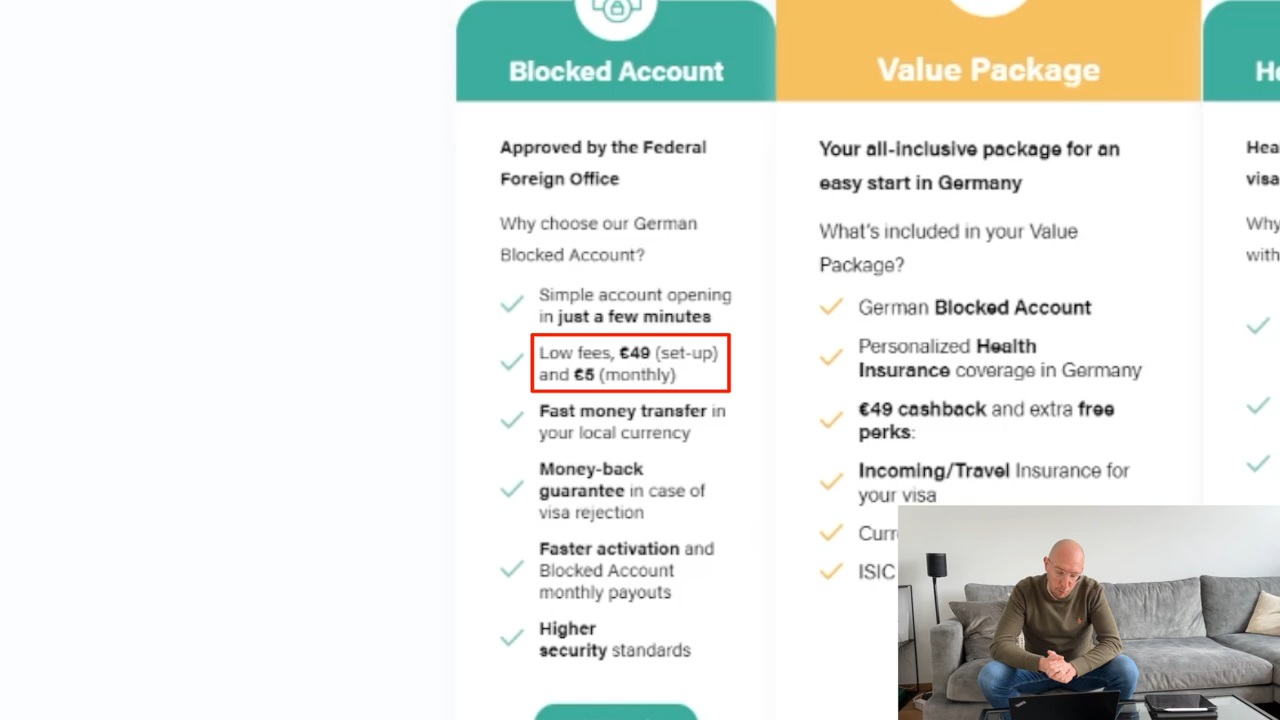 Blocked Account
Approved by the Federal
Foreign Office
Why choose our German
Blocked Account?
Simple account opening
in just a few minutes
Low fees, €49 (set-up)
and €5 (monthly)
Fast money transfer in
your local currency
Money-back
guarantee in case of
visa rejection
Faster activation and
Blocked Account
monthly payouts
Higher
security standards
Value Package
Your all-inclusive package for an
easy start in Germany
What's included in your Value
Package?
German Blocked Account
Personalized Health
Insurance coverage in Germany
€49 cashback and extra free
perks:
Incoming/Travel Insurance for
your visa
ISIC
visa
Why
with